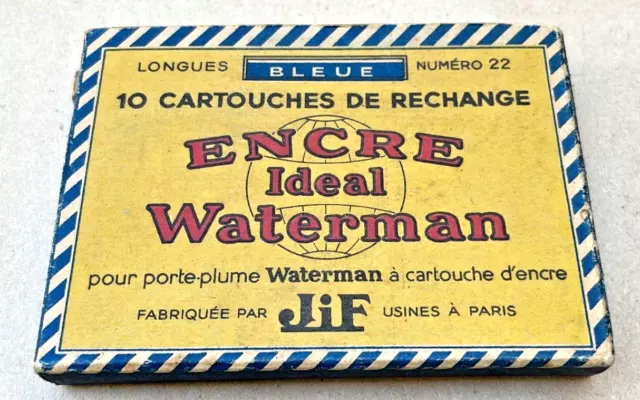 LONGUES BLEUE NUMÉRO 22
10 CARTOUCHES DE RECHANGE
ENCRE
Ideal
Waterman
pour porte-plume Waterman à cartouche d'encre
FABRIQUÉE PAR JiF USINES À PARIS